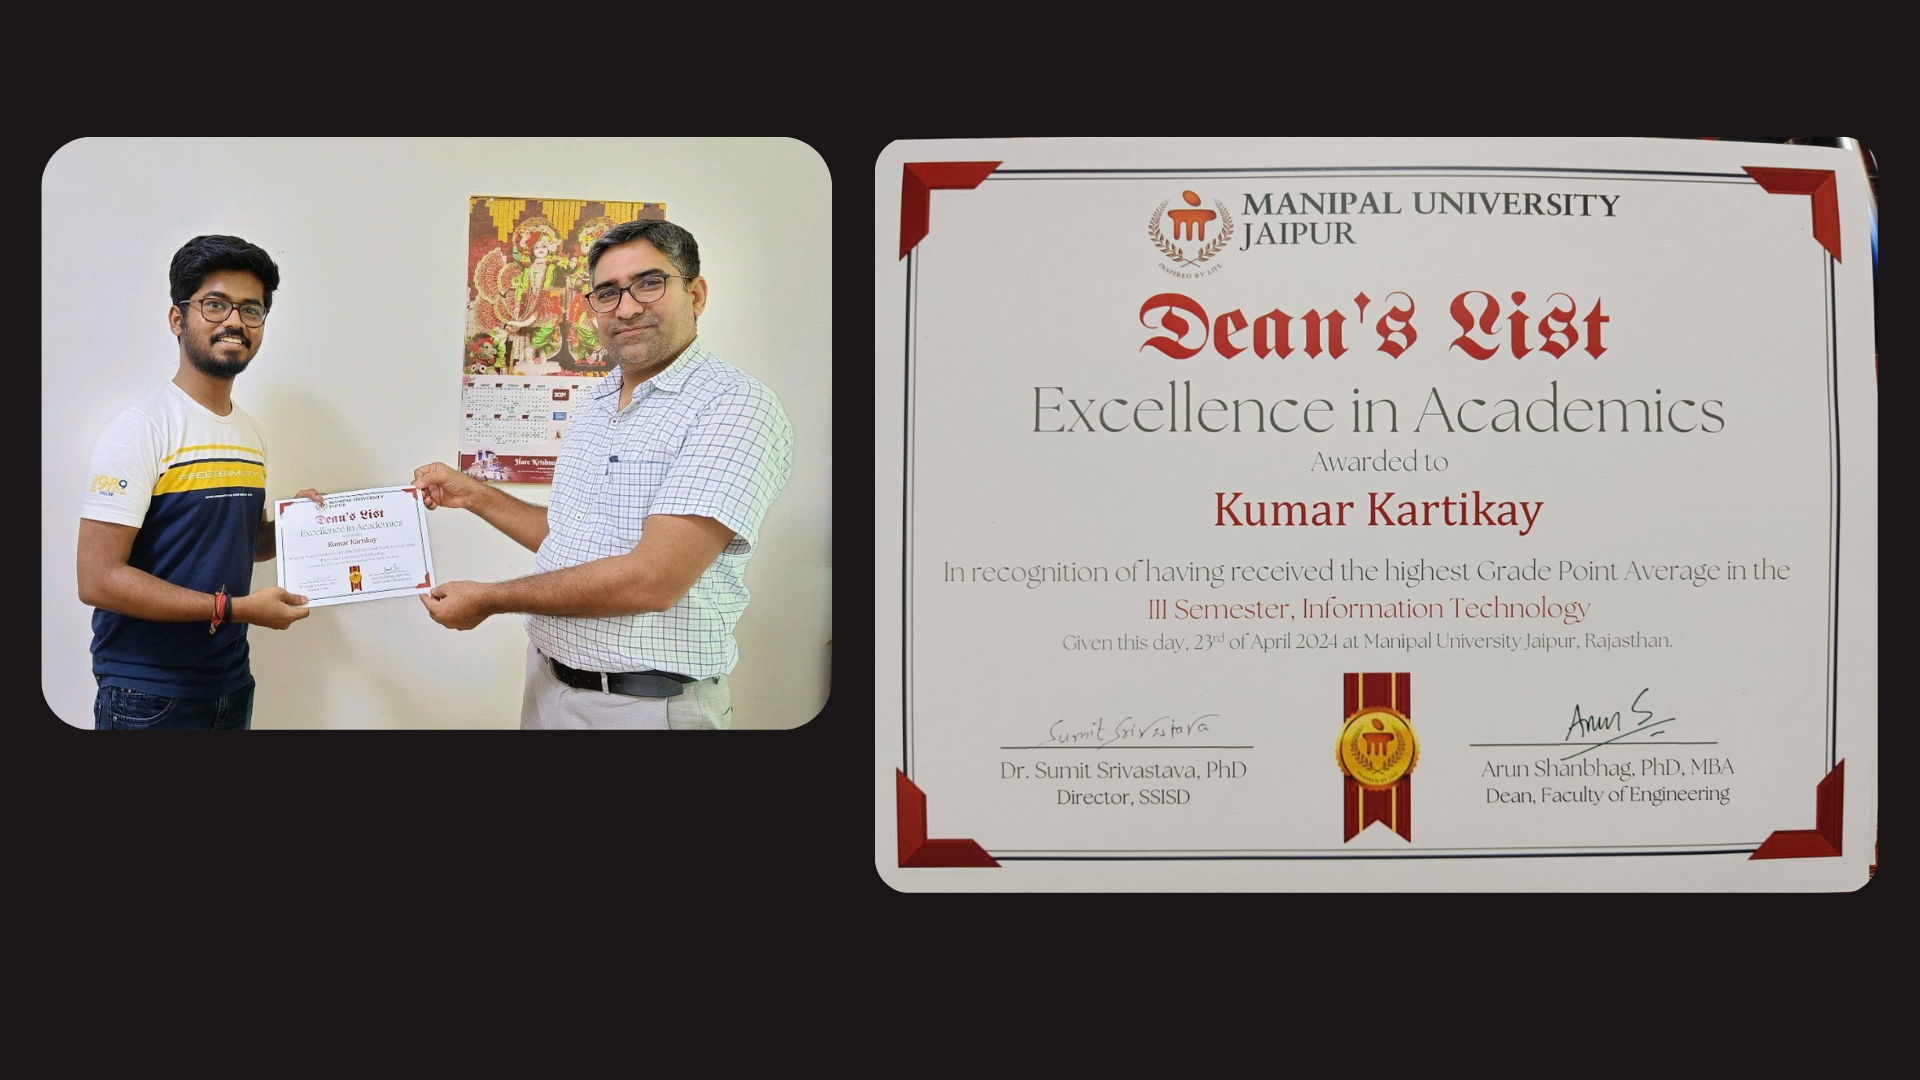 Hare Krishna
MANIPAL UNIVERSITY
JAIPUR
Dean's List
Excellence in Academics
Kumar Kartikay
MANIPAL UNIVERSITY
JAIPUR
INSPIRED BY LIFE
Dean's List
Excellence in Academics
Awarded to
Kumar Kartikay
In recognition of having received the highest Grade Point Average in the
III Semester, Information Technology
Given this day, 23rd of April 2024 at Manipal University Jaipur, Rajasthan.
Sumit Srivastava
Arun S
Dr. Sumit Srivastava, PhD
Director, SSISD
Arun Shanbhag, PhD, MBA
Dean, Faculty of Engineering